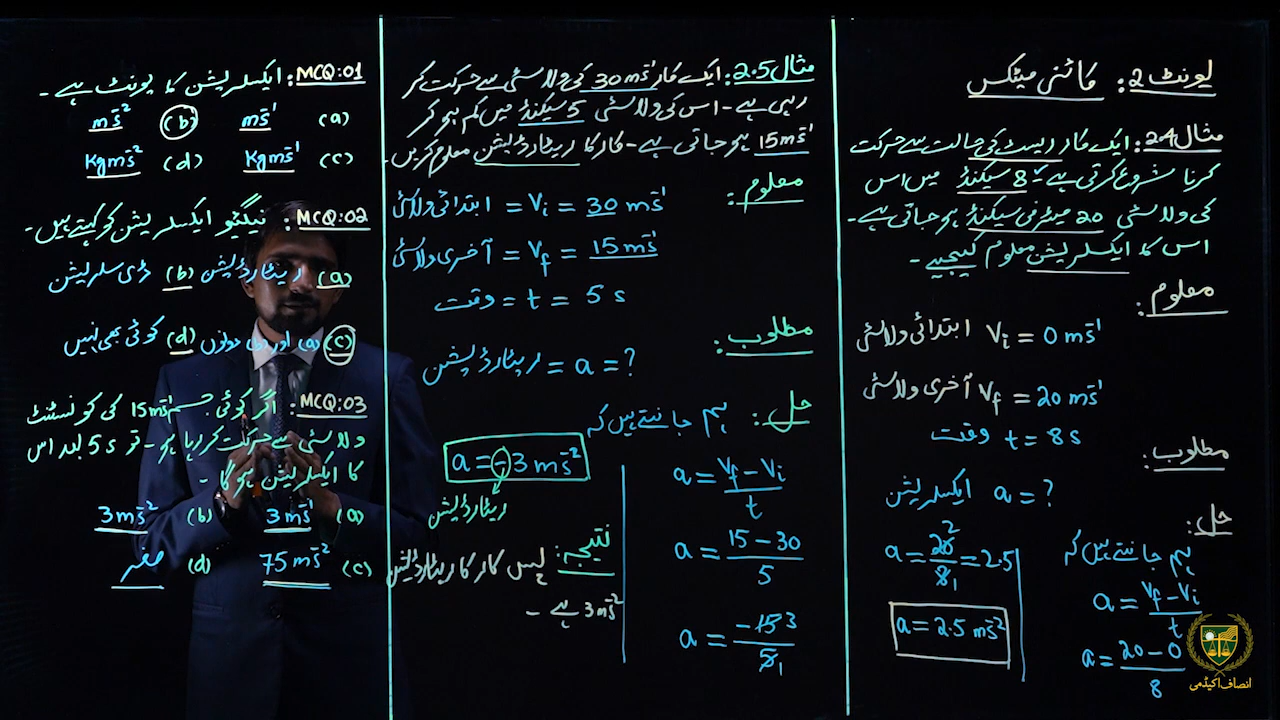 یونٹ 2: کائنی میٹکس
مثال 2.4: ایک کار ریسٹ کی حالت سے حرکت
کرنا شروع کرتی ہے۔ 8 سیکنڈ میں اس
کی ولاسٹی 20 میٹر فی سیکنڈ ہو جاتی ہے۔
اس کا ایکسلریشن معلوم کیجیے۔
معلوم:
ابتدائی ولاسٹی Vi = 0 ms⁻¹
آخری ولاسٹی Vf = 20 ms⁻¹
وقت t = 8 s
مطلوب:
ایکسلریشن a = ?
حل:
ہم جانتے ہیں کہ
a = (Vf − Vi)/t
a = (20 − 0)/8
a = 20/8 = 2.5
a = 2.5 ms⁻²
مثال 2.5: ایک کار 30 ms⁻¹ کی ولاسٹی سے حرکت کر
رہی ہے۔ اس کی ولاسٹی 5 سیکنڈ میں کم ہو کر
15 ms⁻¹ ہو جاتی ہے۔ کار کا ریٹارڈیشن معلوم کریں۔
معلوم:
ابتدائی ولاسٹی = Vi = 30 ms⁻¹
آخری ولاسٹی = Vf = 15 ms⁻¹
وقت = t = 5 s
مطلوب:
ریٹارڈیشن = a = ?
حل: ہم جانتے ہیں کہ
a = (Vf − Vi)/t
a = (15 − 30)/5
a = −15/5 3/1
a = −3 ms⁻²
ریٹارڈیشن
نتیجہ: پس کار کا ریٹارڈیشن
3 ms⁻² ہے۔
MCQ:01: ایکسلریشن کا یونٹ ہے۔
(a) ms⁻¹ (b) ms⁻²
(c) Kgms⁻¹ (d) Kgms⁻²
MCQ:02: نیگیٹو ایکسلریشن کو کہتے ہیں۔
(a) ریٹارڈیشن (b) ڈی سلریشن
(c) (a) اور (b) دونوں (d) کوئی بھی نہیں
MCQ:03: اگر کوئی جسم 15 ms⁻¹ کی کونسٹنٹ
ولاسٹی سے حرکت کر رہا ہو۔ تو 5 s بعد اس
کا ایکسلریشن ہو گا۔
(a) 3 ms⁻¹ (b) 3 ms⁻²
(c) 75 ms⁻² (d) صفر
انصاف اکیڈمی